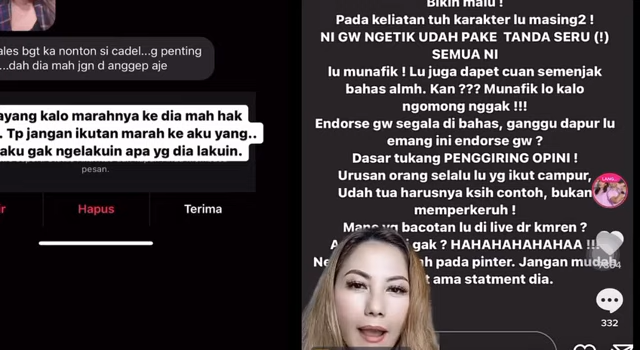 ales bgt ka nonton si cadel...g penting
...dah dia mah jgn d anggep aje
ayang kalo marahnya ke dia mah hak
. Tp jangan ikutan marah ke aku yang..
aku gak ngelakuin apa yg dia lakuin.
pesan.
Hapus
Terima
Bikin malu !
Pada keliatan tuh karakter lu masing2 !
NI GW NGETIK UDAH PAKE TANDA SERU (!)
SEMUA NI
lu munafik ! Lu juga dapet cuan semenjak
bahas almh. Kan ??? Munafik lo kalo
ngomong nggak !!!
Endorse gw segala di bahas, ganggu dapur lu
emang ini endorse gw ?
Dasar tukang PENGGIRING OPINI !
Urusan orang selalu lu yg ikut campur,
Udah tua harusnya ksih contoh, bukan
memperkeruh !
yg bacotan lu di live dr kmren ?
gak ? HAHAHAHAHAHAA !!!
pada pinter. Jangan mudah
ama statment dia.
332